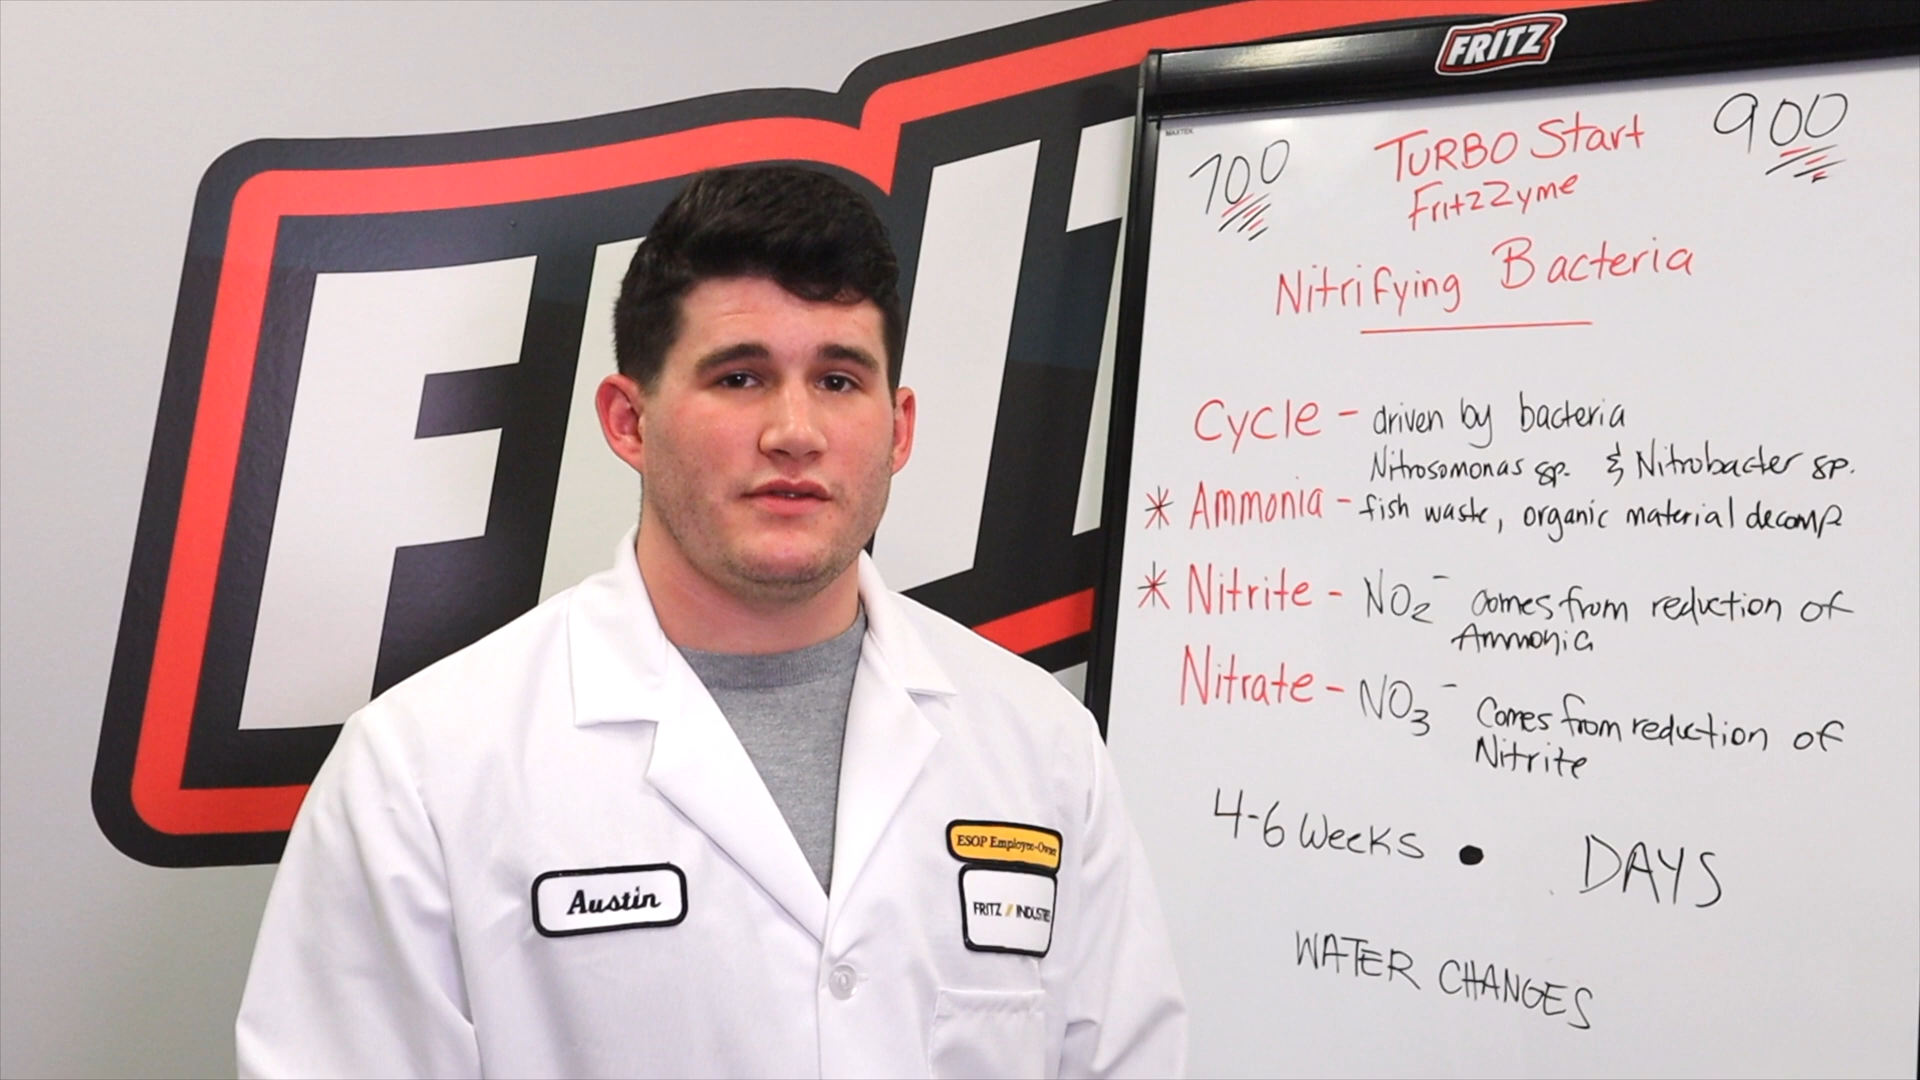 FRIT
FRITZ
MAXTEK
700
TURBO Start
900
FritzZyme
Nitrifying Bacteria
Cycle - driven by bacteria
Nitrosomonas sp. & Nitrobacter sp.
* Ammonia - fish waste, organic material decomp
* Nitrite - NO2⁻ comes from reduction of
Ammonia
Nitrate - NO3⁻ Comes from reduction of
Nitrite
4-6 Weeks • DAYS
WATER CHANGES
Austin
ESOP Employee-Owner
FRITZ // INDUSTRIES